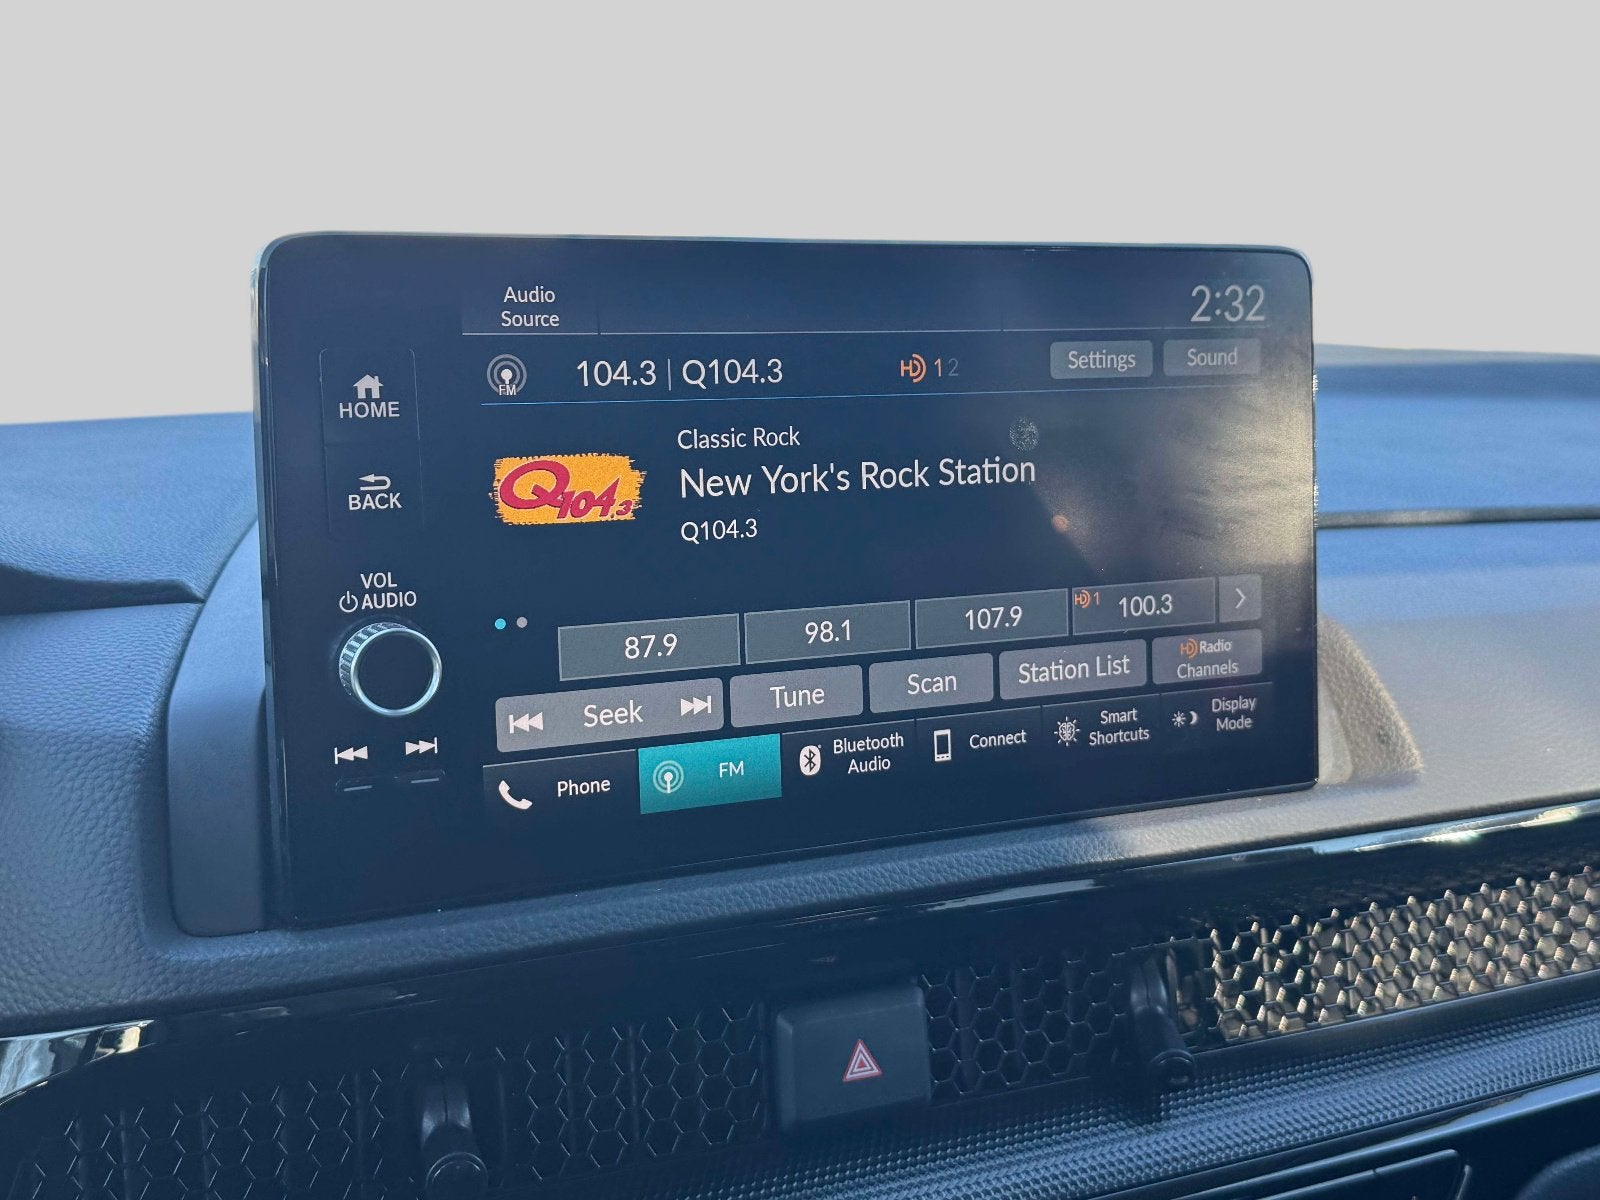 Audio
Source
2:32
FM
104.3 | Q104.3
HD 1 2
Settings
Sound
HOME
BACK
VOL
AUDIO
Q104.3
Classic Rock
New York's Rock Station
Q104.3
87.9
98.1
107.9
HD 1
100.3
Seek
Tune
Scan
Station List
HD Radio
Channels
Phone
FM
Bluetooth
Audio
Connect
Smart
Shortcuts
Display
Mode